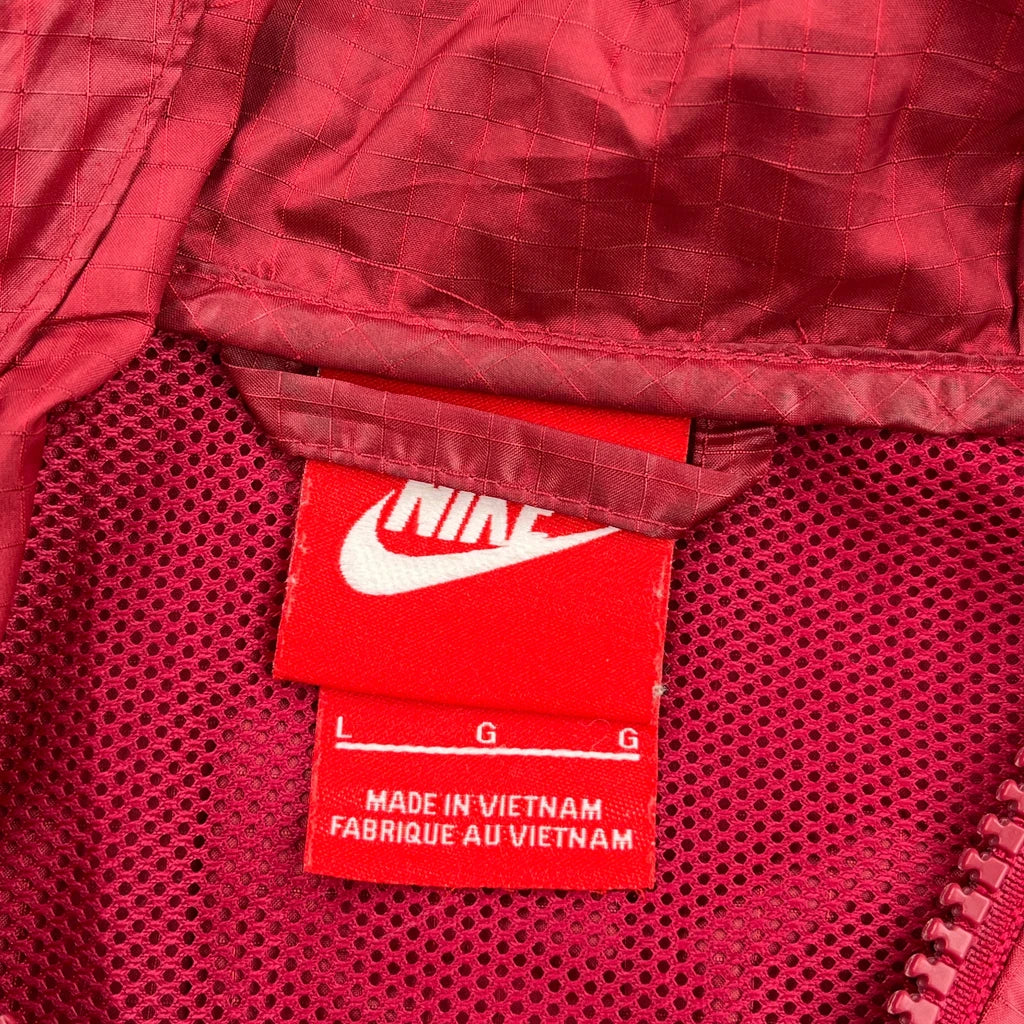 NIKE
L G G
MADE IN VIETNAM
FABRIQUE AU VIETNAM